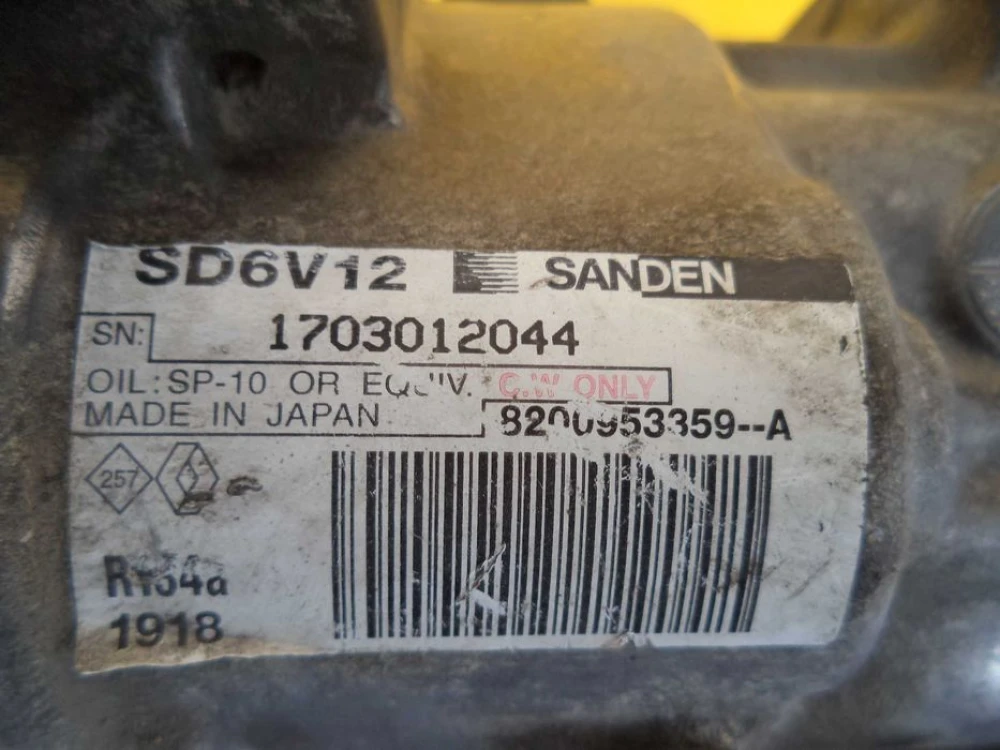 SD6V12 SANDEN
SN: 1703012044
OIL: SP-10 OR EQUIV. C.W ONLY
MADE IN JAPAN 8200953359--A
257
R134a
1918